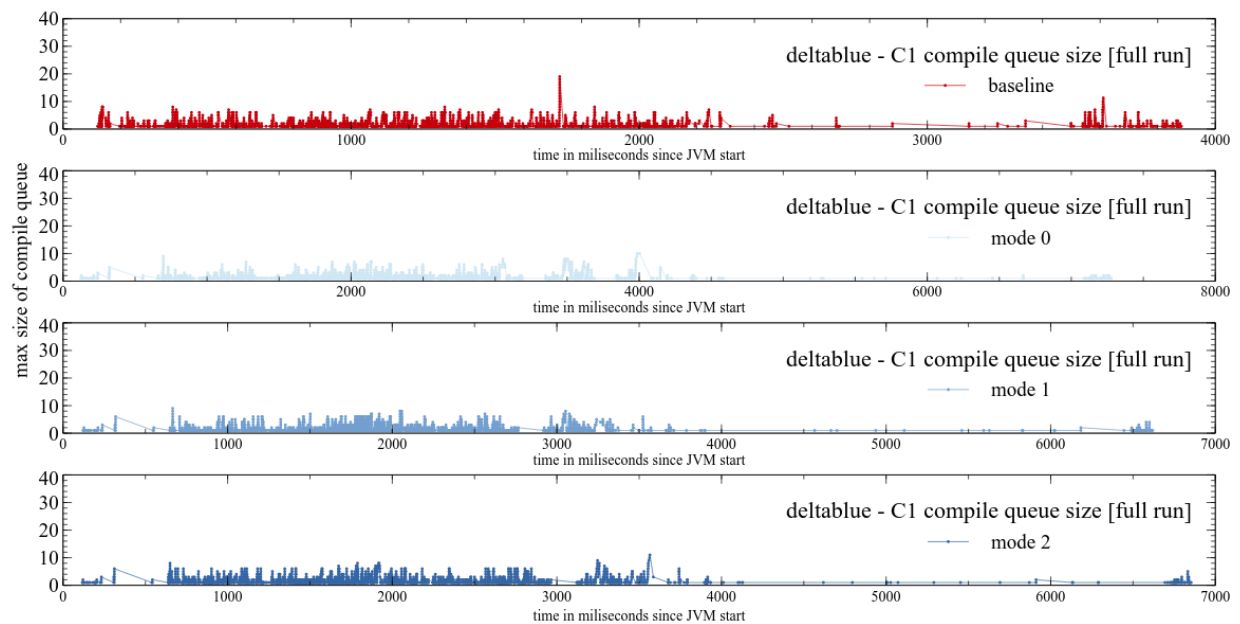 max size of compile queue
40
30
20
10
0
deltablue - C1 compile queue size [full run]
baseline
0 1000 2000 3000 4000
time in miliseconds since JVM start
40
30
20
10
0
deltablue - C1 compile queue size [full run]
mode 0
0 2000 4000 6000 8000
time in miliseconds since JVM start
40
30
20
10
0
deltablue - C1 compile queue size [full run]
mode 1
0 1000 2000 3000 4000 5000 6000 7000
time in miliseconds since JVM start
40
30
20
10
0
deltablue - C1 compile queue size [full run]
mode 2
0 1000 2000 3000 4000 5000 6000 7000
time in miliseconds since JVM start